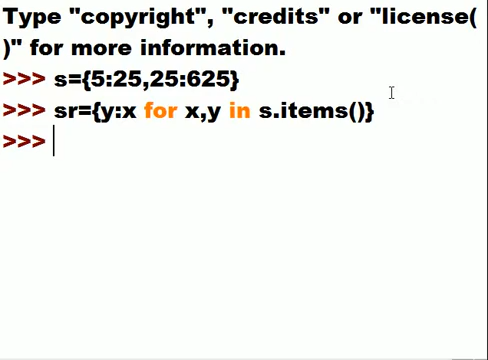 Type "copyright", "credits" or "license(
)" for more information.
>>> s={5:25,25:625}
>>> sr={y:x for x,y in s.items()}
>>>